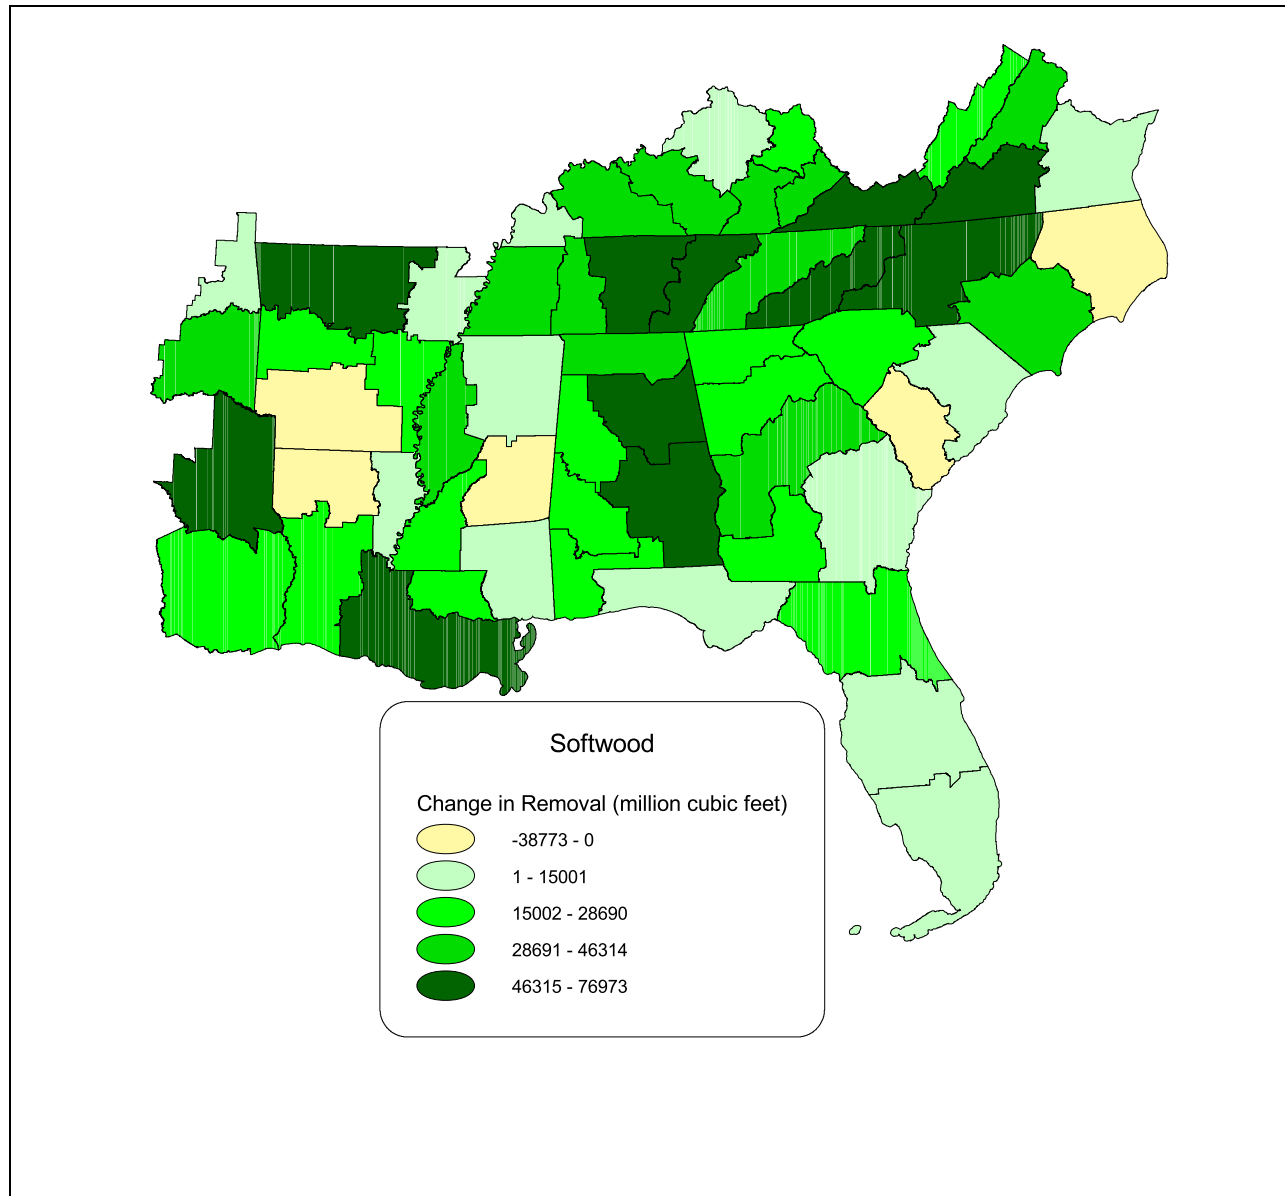 Softwood
Change in Removal (million cubic feet)
-38773 - 0
1 - 15001
15002 - 28690
28691 - 46314
46315 - 76973